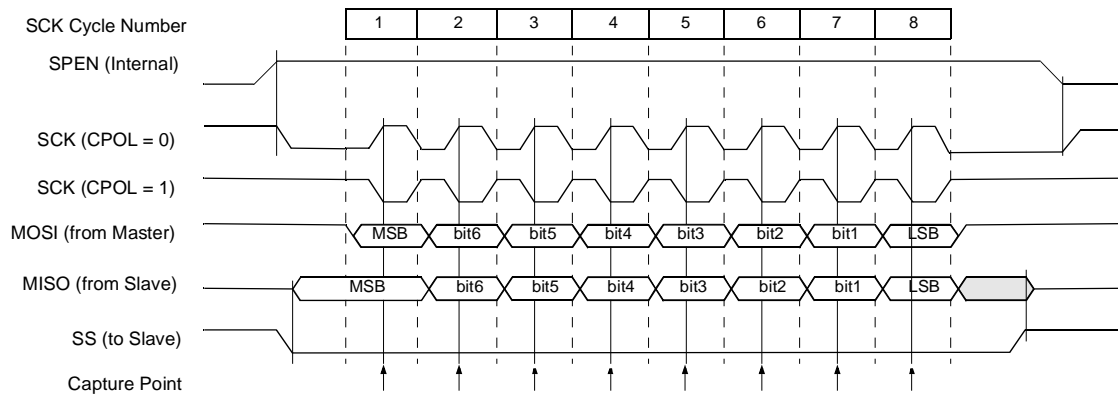 SCK Cycle Number 1 2 3 4 5 6 7 8
SPEN (Internal)
SCK (CPOL = 0)
SCK (CPOL = 1)
MOSI (from Master) MSB bit6 bit5 bit4 bit3 bit2 bit1 LSB
MISO (from Slave) MSB bit6 bit5 bit4 bit3 bit2 bit1 LSB
SS (to Slave)
Capture Point